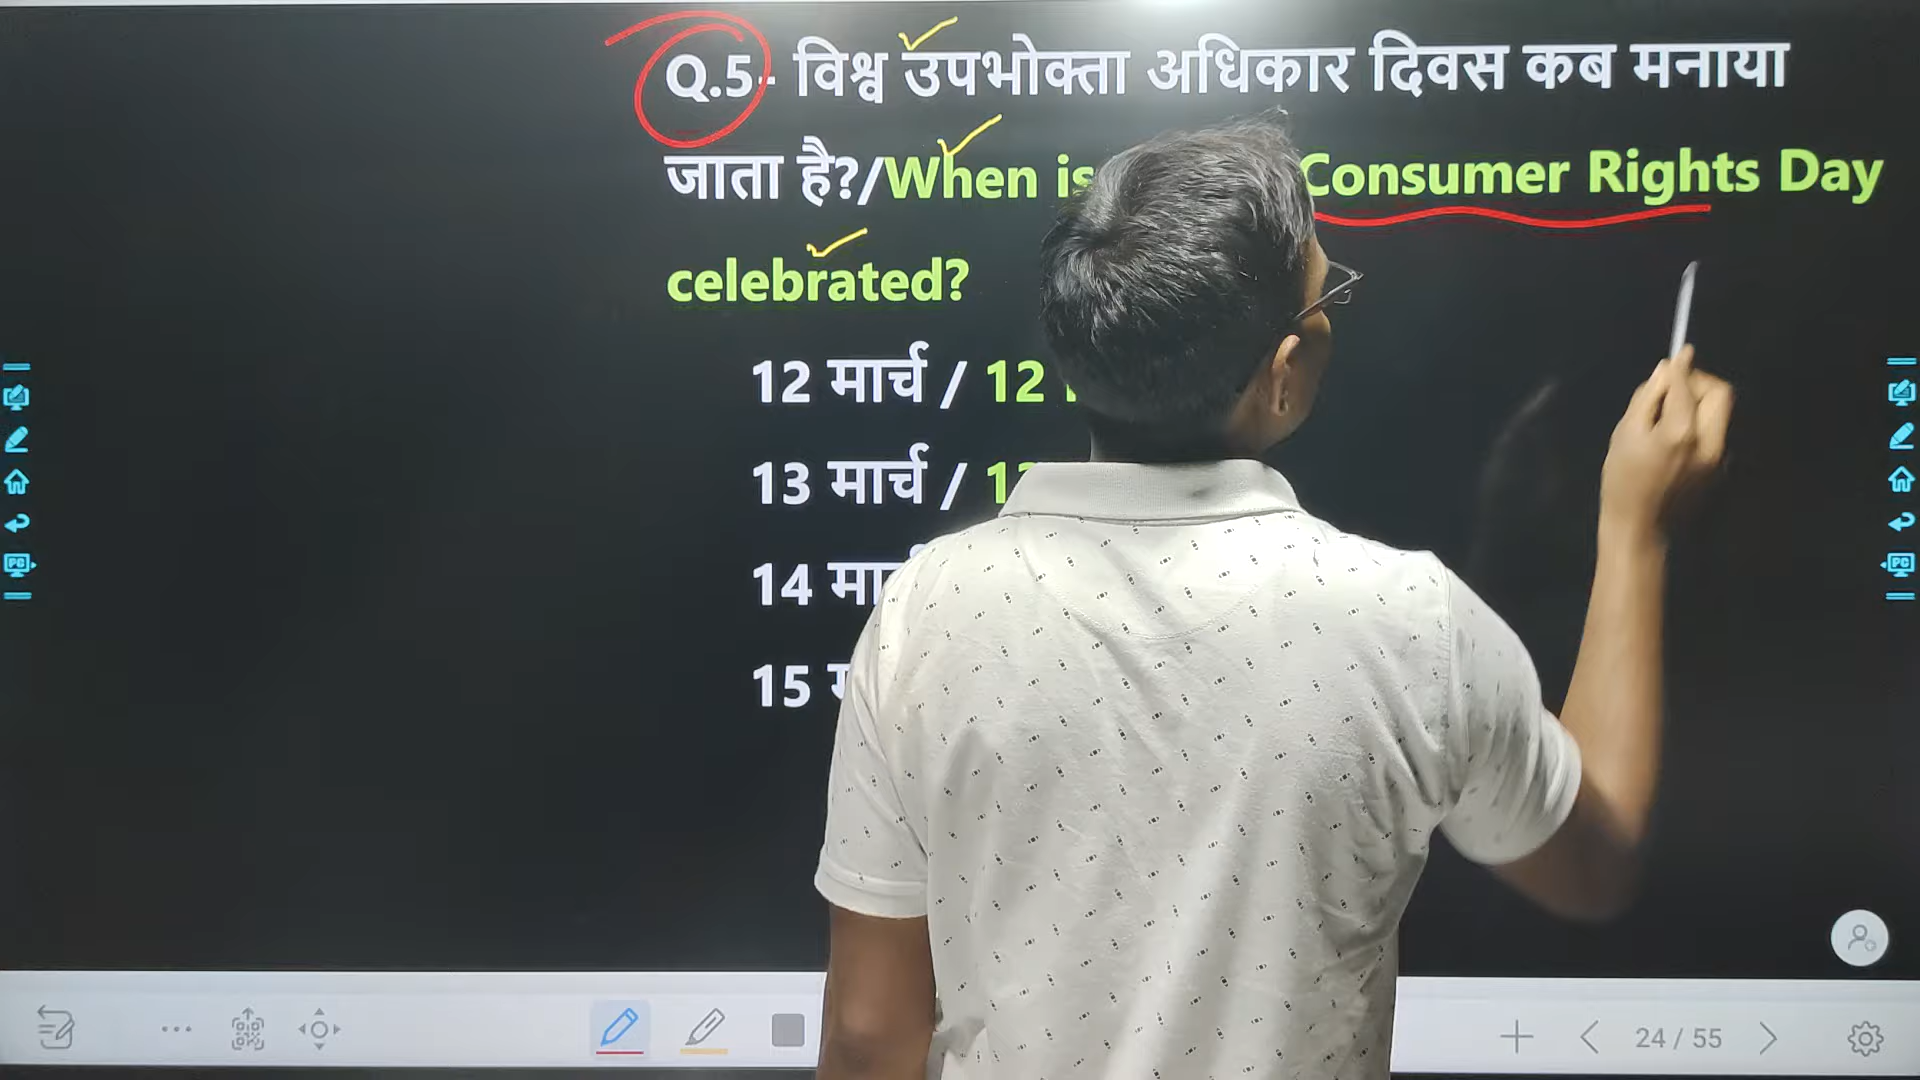 Q.5- विश्व उपभोक्ता अधिकार दिवस कब मनाया
जाता है?/When is Consumer Rights Day
celebrated?
12 मार्च / 12
13 मार्च /
14
15
24 / 55